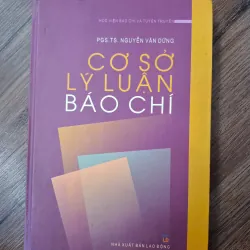 HỌC VIỆN BÁO CHÍ VÀ TUYÊN TRUYỀN
PGS,TS. NGUYỄN VĂN DỮNG
CƠ SỞ
LÝ LUẬN
BÁO CHÍ
NHÀ XUẤT BẢN LAO ĐỘNG